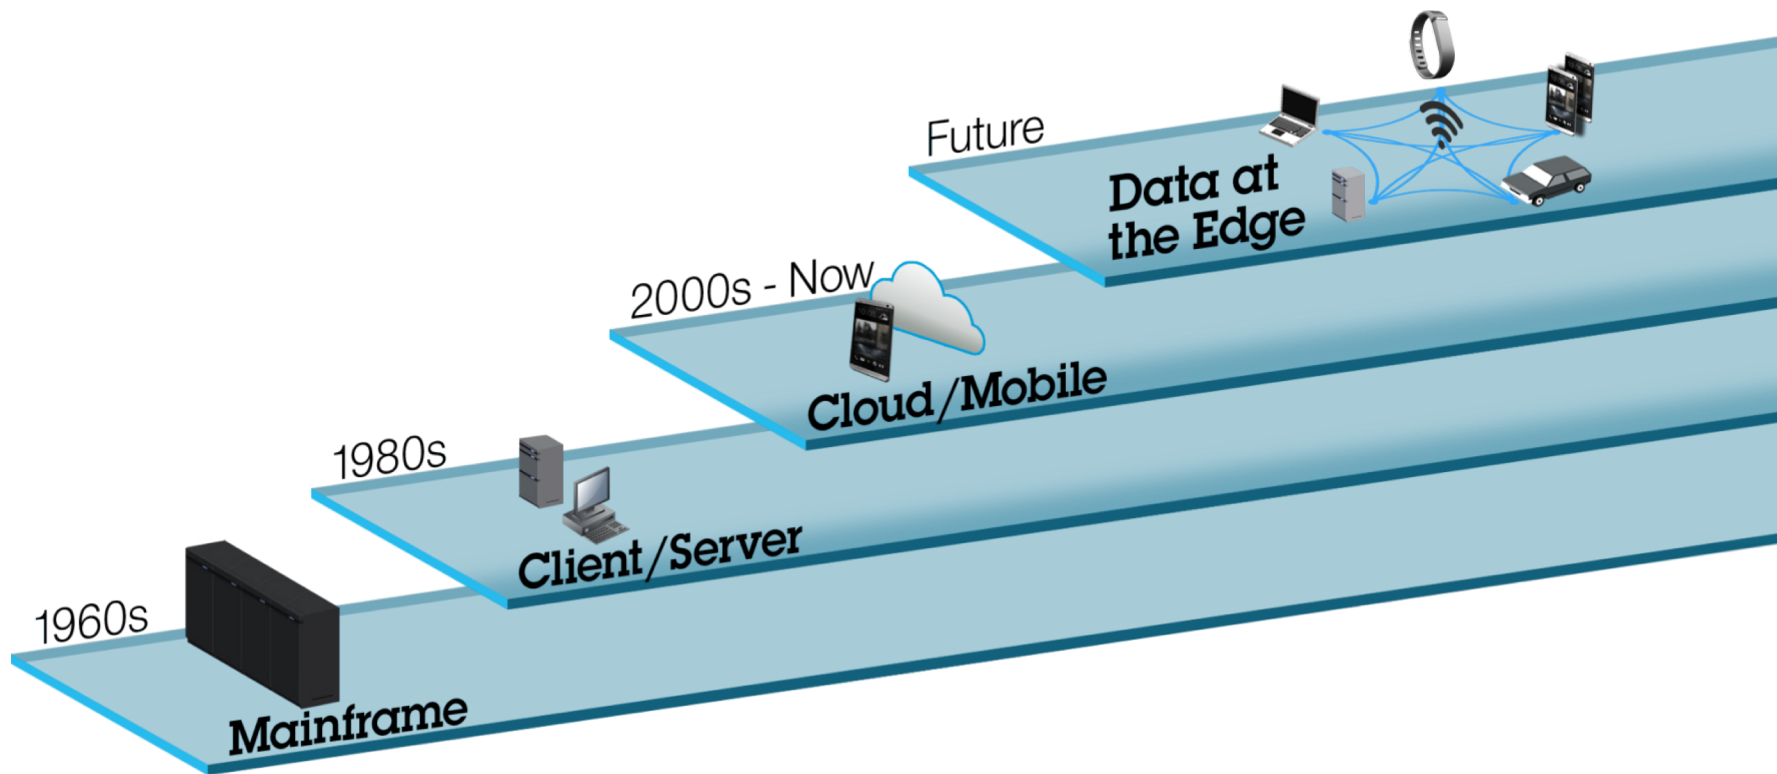 Future
Data at
the Edge
2000s - Now
Cloud/Mobile
1980s
Client/Server
1960s
Mainframe